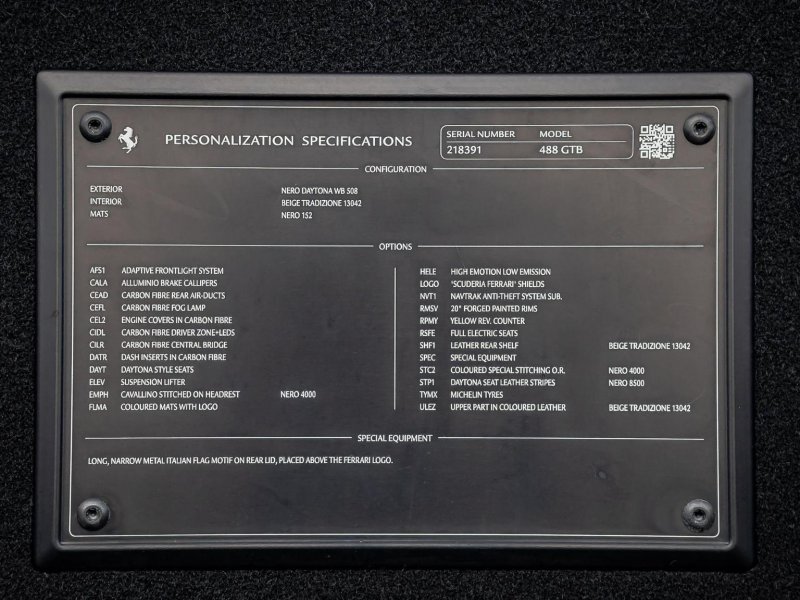 PERSONALIZATION SPECIFICATIONS
SERIAL NUMBER MODEL
218391 488 GTB
CONFIGURATION
EXTERIOR NERO DAYTONA WB 508
INTERIOR BEIGE TRADIZIONE 13042
MATS NERO 152
OPTIONS
AFS1 ADAPTIVE FRONTLIGHT SYSTEM
CALA ALLUMINIO BRAKE CALLIPERS
CEAD CARBON FIBRE REAR AIR-DUCTS
CEFL CARBON FIBRE FOG LAMP
CEL2 ENGINE COVERS IN CARBON FIBRE
CIDL CARBON FIBRE DRIVER ZONE+LEDS
CILR CARBON FIBRE CENTRAL BRIDGE
DATR DASH INSERTS IN CARBON FIBRE
DAYT DAYTONA STYLE SEATS
ELEV SUSPENSION LIFTER
EMPH CAVALLINO STITCHED ON HEADREST NERO 4000
FLMA COLOURED MATS WITH LOGO
HELE HIGH EMOTION LOW EMISSION
LOGO "SCUDERIA FERRARI" SHIELDS
NVT1 NAVTRAK ANTI-THEFT SYSTEM SUB.
RMSV 20" FORGED PAINTED RIMS
RPMY YELLOW REV. COUNTER
RSFE FULL ELECTRIC SEATS
SHF1 LEATHER REAR SHELF BEIGE TRADIZIONE 13042
SPEC SPECIAL EQUIPMENT
STC2 COLOURED SPECIAL STITCHING O.R. NERO 4000
STP1 DAYTONA SEAT LEATHER STRIPES NERO 8500
TYMX MICHELIN TYRES
ULEZ UPPER PART IN COLOURED LEATHER BEIGE TRADIZIONE 13042
SPECIAL EQUIPMENT
LONG, NARROW METAL ITALIAN FLAG MOTIF ON REAR LID, PLACED ABOVE THE FERRARI LOGO.